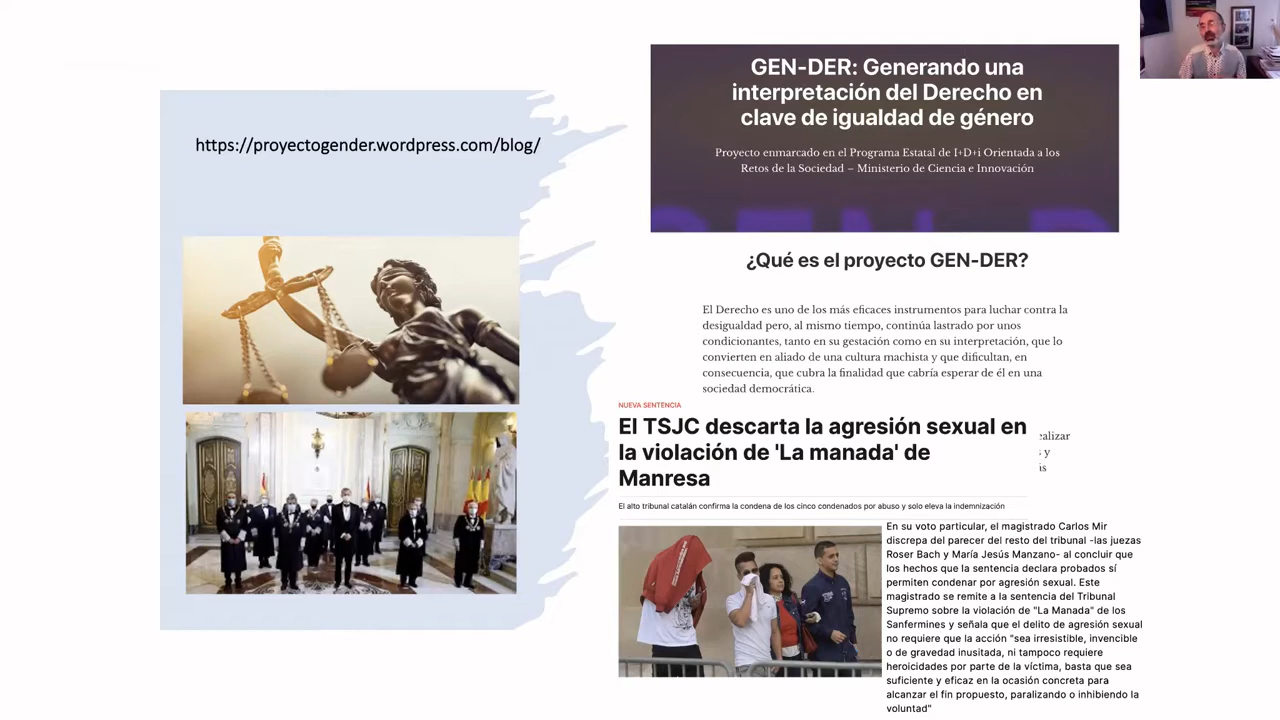 https://proyectogender.wordpress.com/blog/
GEN-DER: Generando una
interpretación del Derecho en
clave de igualdad de género
Proyecto enmarcado en el Programa Estatal de I+D+i Orientada a los
Retos de la Sociedad – Ministerio de Ciencia e Innovación
¿Qué es el proyecto GEN-DER?
El Derecho es uno de los más eficaces instrumentos para luchar contra la
desigualdad pero, al mismo tiempo, continúa lastrado por unos
condicionantes, tanto en su gestación como en su interpretación, que lo
convierten en aliado de una cultura machista y que dificultan, en
consecuencia, que cubra la finalidad que cabría esperar de él en una
sociedad democrática.
NUEVA SENTENCIA
El TSJC descarta la agresión sexual en
la violación de 'La manada' de
Manresa
El alto tribunal catalán confirma la condena de los cinco condenados por abuso y solo eleva la indemnización
En su voto particular, el magistrado Carlos Mir
discrepa del parecer del resto del tribunal -las juezas
Roser Bach y María Jesús Manzano- al concluir que
los hechos que la sentencia declara probados sí
permiten condenar por agresión sexual. Este
magistrado se remite a la sentencia del Tribunal
Supremo sobre la violación de "La Manada" de los
Sanfermines y señala que el delito de agresión sexual
no requiere que la acción "sea irresistible, invencible
o de gravedad inusitada, ni tampoco requiere
heroicidades por parte de la víctima, basta que sea
suficiente y eficaz en la ocasión concreta para
alcanzar el fin propuesto, paralizando o inhibiendo la
voluntad"